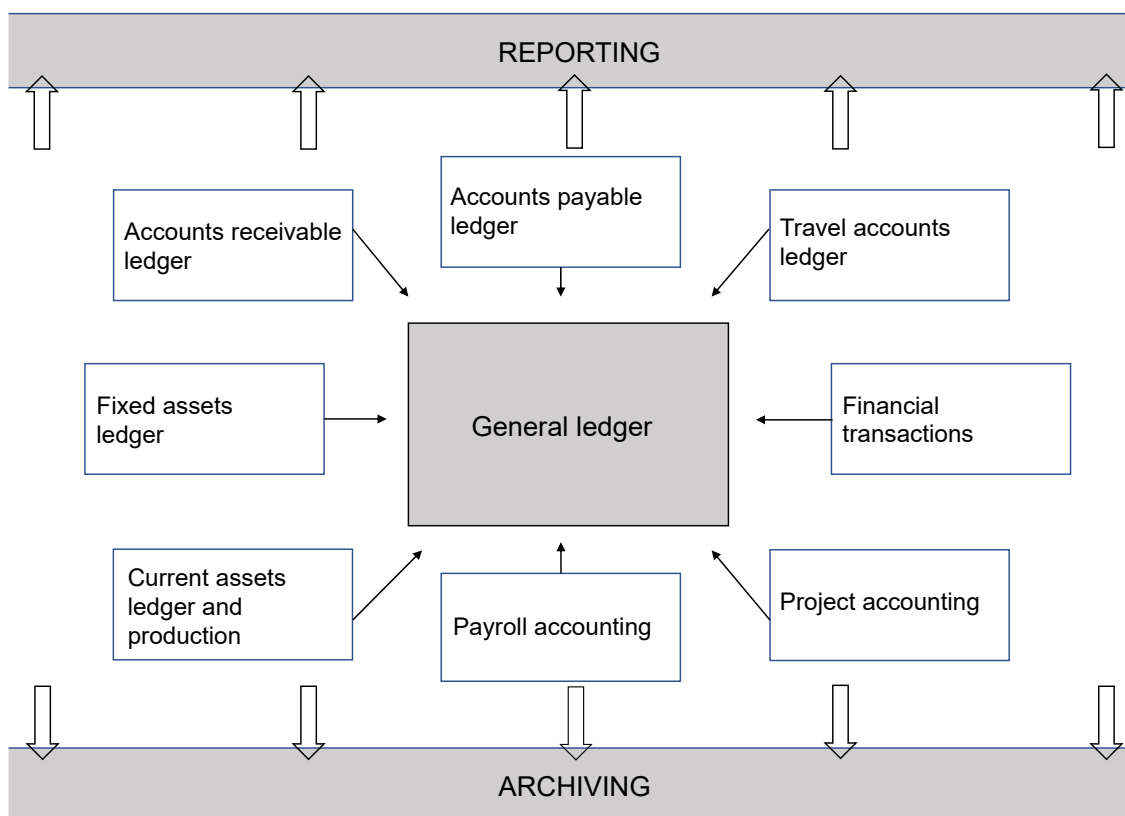 REPORTING
Accounts payable
ledger
Accounts receivable
ledger
Travel accounts
ledger
Fixed assets
ledger
General ledger
Financial
transactions
Current assets
ledger and
production
Payroll accounting
Project accounting
ARCHIVING